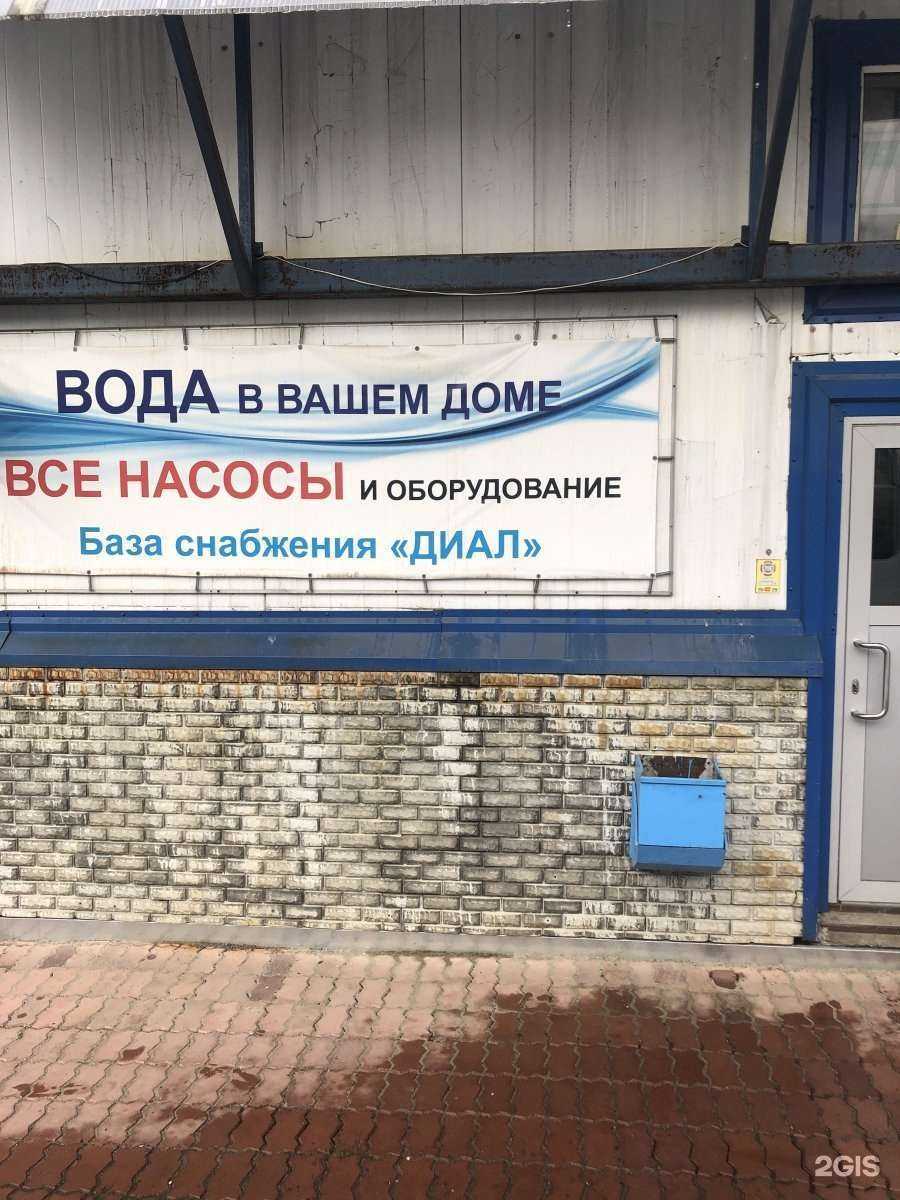 ВОДА В ВАШЕМ ДОМЕ
ВСЕ НАСОСЫ И ОБОРУДОВАНИЕ
База снабжения «ДИАЛ»
2GIS